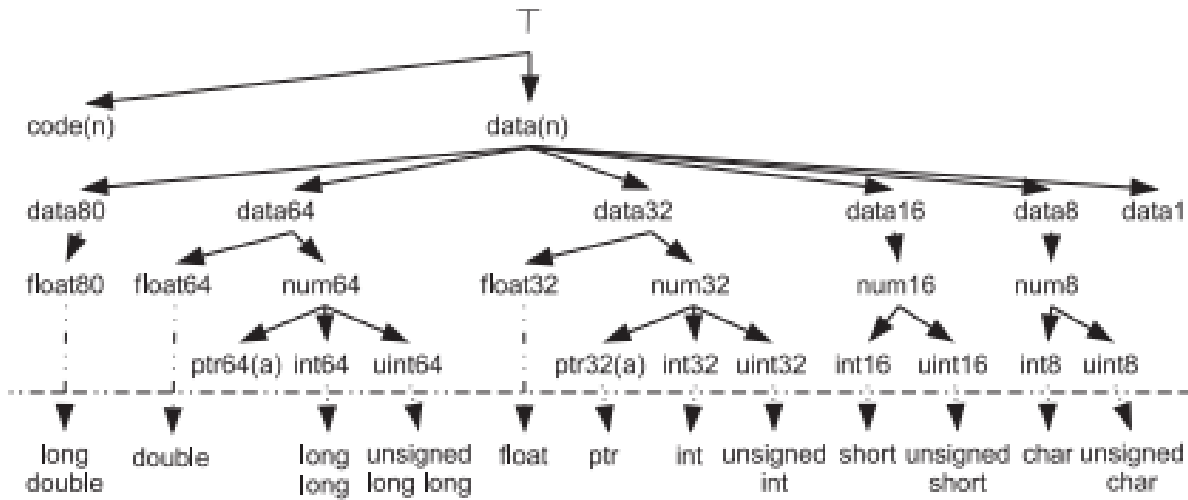 ⊤
code(n) data(n)
data80 data64 data32 data16 data8 data1
float80 float64 num64 float32 num32 num16 num8
ptr64(a) int64 uint64 ptr32(a) int32 uint32 int16 uint16 int8 uint8
long double long unsigned float ptr int unsigned short unsigned char unsigned
double long long long int short char